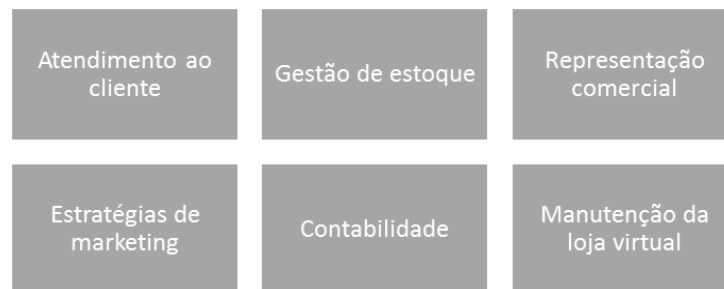 Atendimento ao
cliente
Gestão de estoque
Representação
comercial
Estratégias de
marketing
Contabilidade
Manutenção da
loja virtual